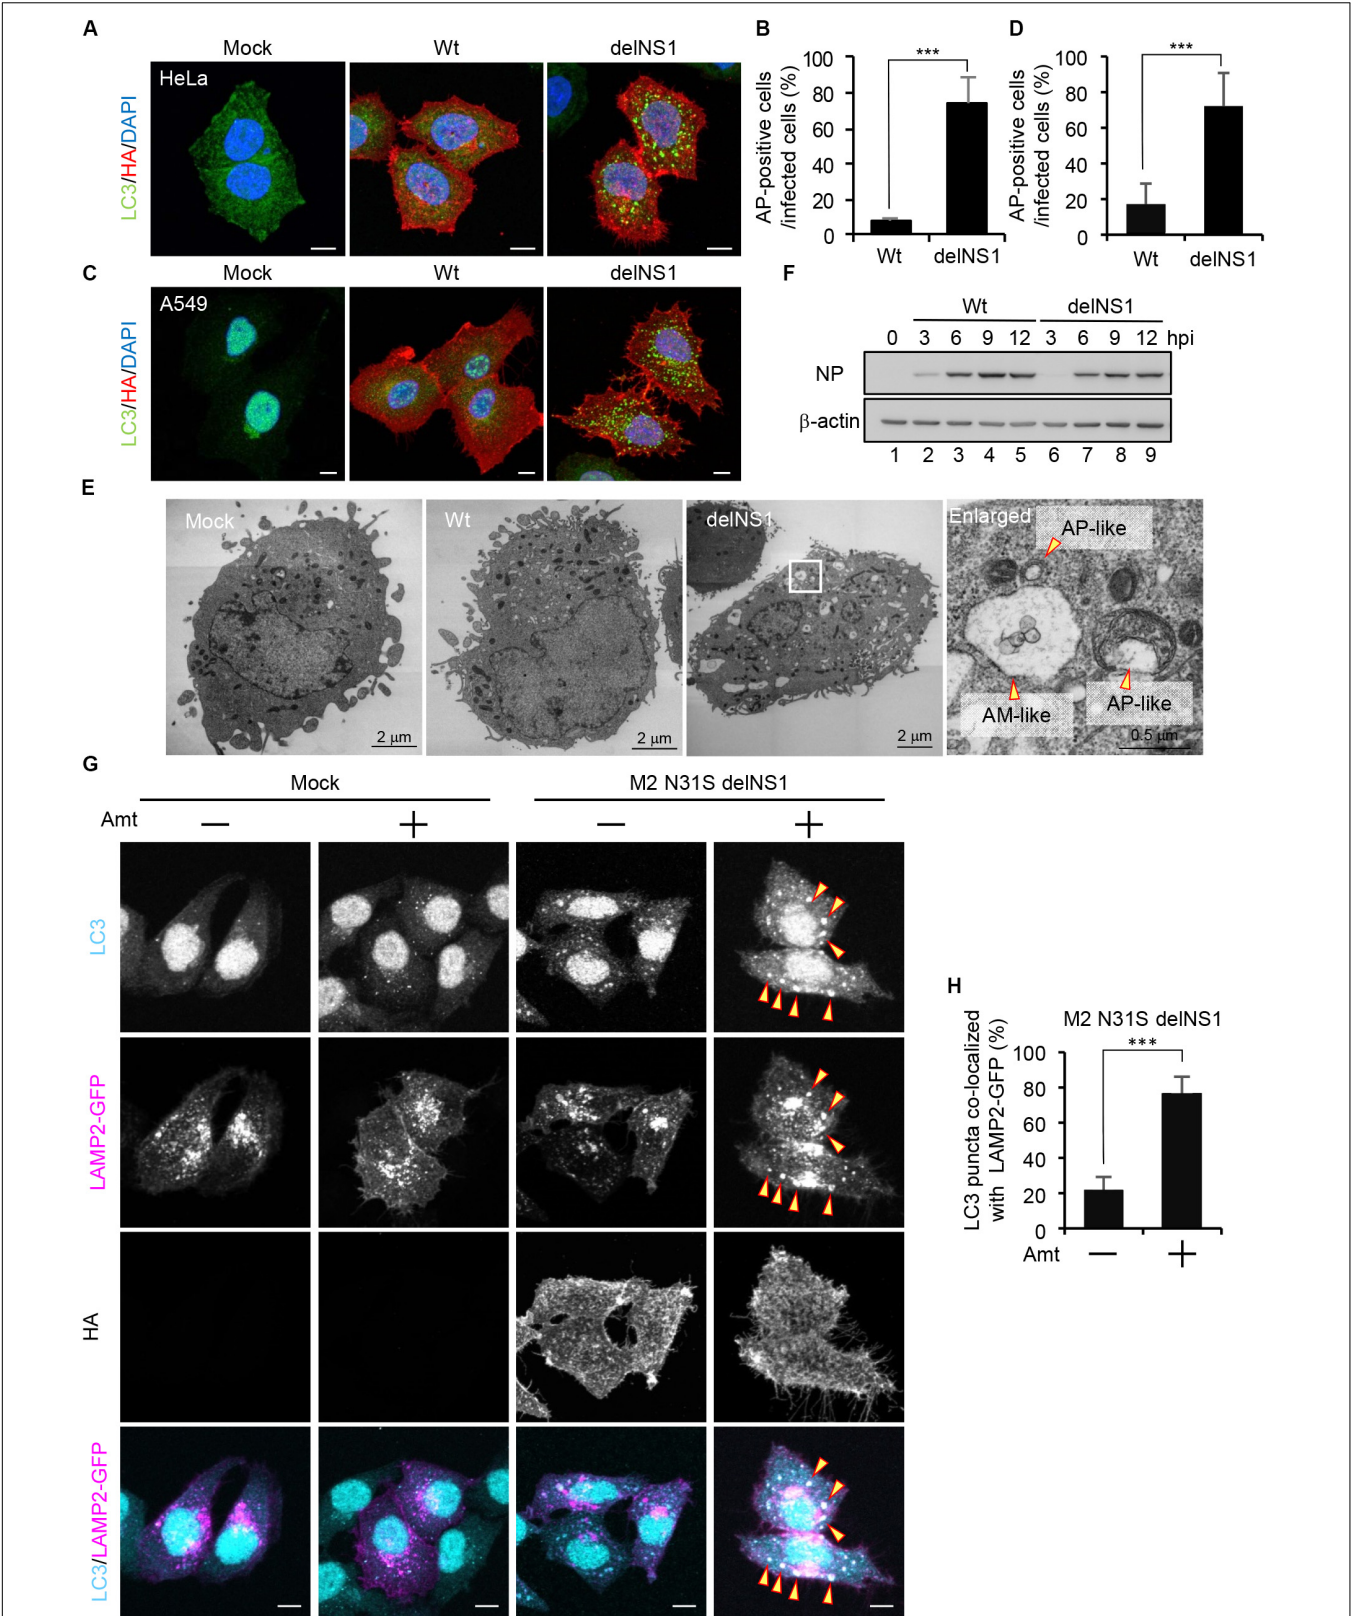 A
Mock
Wt
delNS1
LC3/HA/DAPI
HeLa
B
AP-positive cells
/infected cells (%)
100
80
60
40
20
0
***
Wt
delNS1
D
AP-positive cells
/infected cells (%)
100
80
60
40
20
0
***
Wt
delNS1
C
Mock
Wt
delNS1
LC3/HA/DAPI
A549
F
Wt
delNS1
0 3 6 9 12 3 6 9 12 hpi
NP
β-actin
1 2 3 4 5 6 7 8 9
E
Mock
2 μm
Wt
2 μm
delNS1
2 μm
Enlarged
AP-like
AM-like
AP-like
0.5 μm
G
Mock
M2 N31S delNS1
Amt − + − +
LC3
LAMP2-GFP
HA
LC3/LAMP2-GFP
H
M2 N31S delNS1
LC3 puncta co-localized
with LAMP2-GFP (%)
100
80
60
40
20
0
***
Amt − +